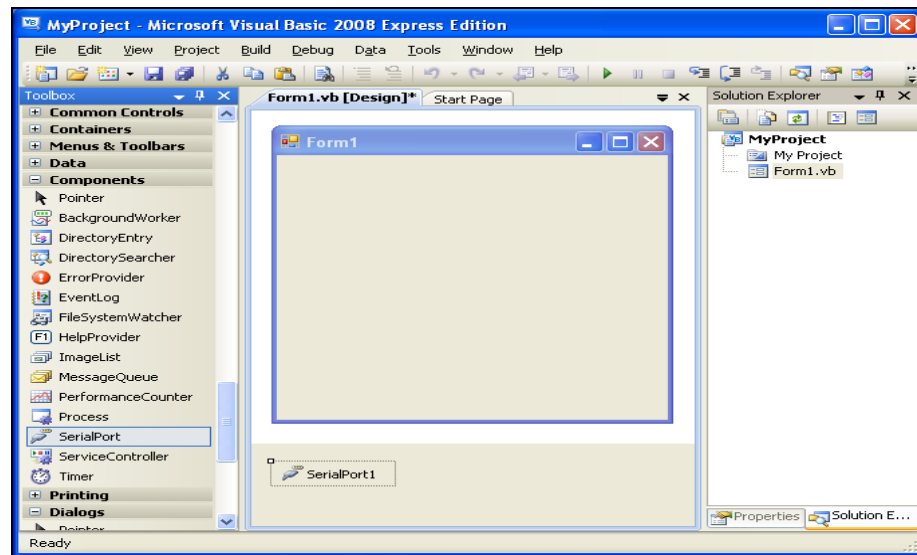 MyProject - Microsoft Visual Basic 2008 Express Edition
File Edit View Project Build Debug Data Tools Window Help
Toolbox
Common Controls
Containers
Menus & Toolbars
Data
Components
Pointer
BackgroundWorker
DirectoryEntry
DirectorySearcher
ErrorProvider
EventLog
FileSystemWatcher
F1 HelpProvider
ImageList
MessageQueue
PerformanceCounter
Process
SerialPort
ServiceController
Timer
Printing
Dialogs
Pointer
Form1.vb [Design]* Start Page
Form1
SerialPort1
Solution Explorer
MyProject
My Project
Form1.vb
Properties Solution E...
Ready